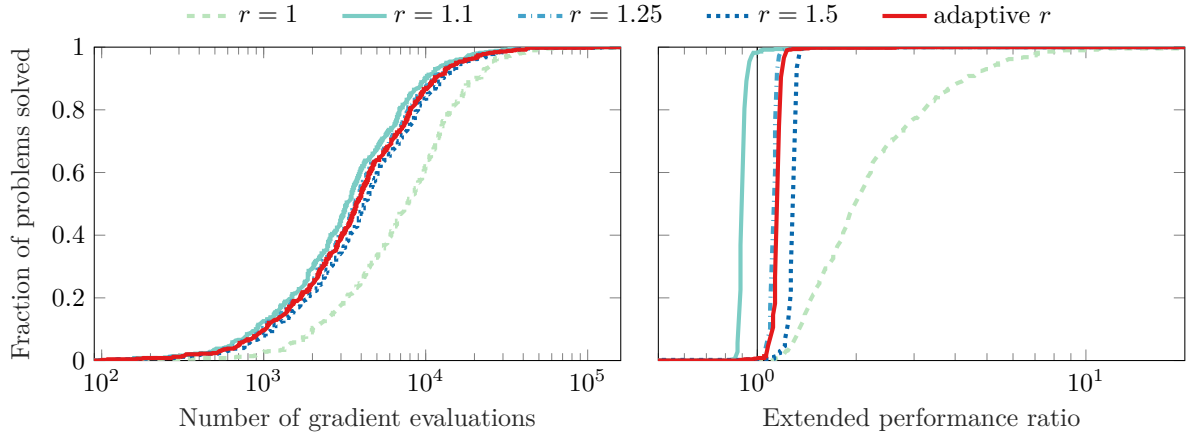 r = 1 r = 1.1 r = 1.25 r = 1.5 adaptive r
Fraction of problems solved
1
0.8
0.6
0.4
0.2
0
10² 10³ 10⁴ 10⁵
Number of gradient evaluations
10⁰ 10¹
Extended performance ratio